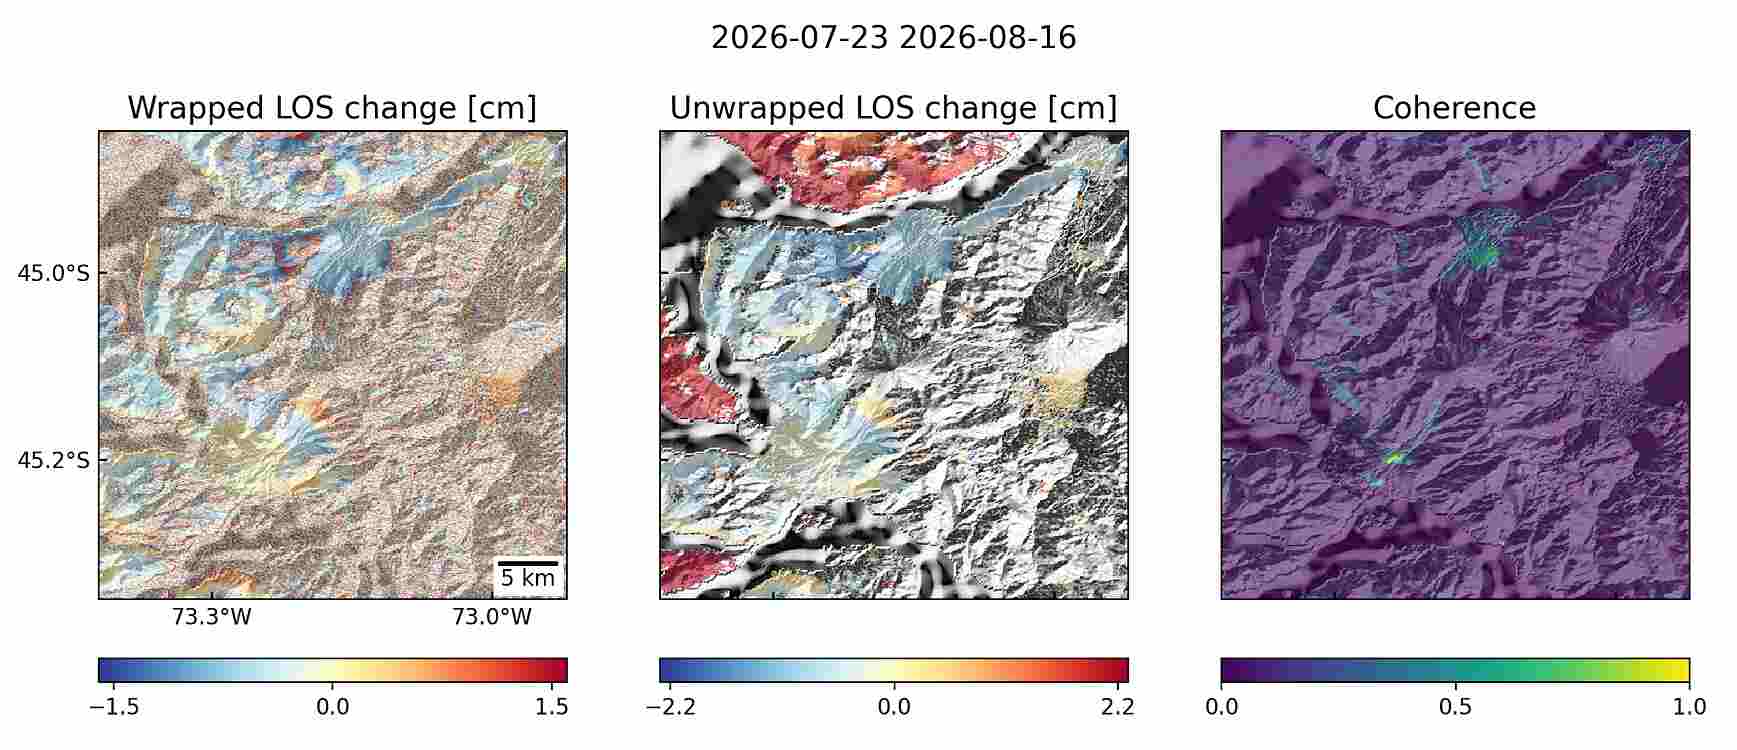 2026-07-23 2026-08-16
Wrapped LOS change [cm]
Unwrapped LOS change [cm]
Coherence
45.0°S
45.2°S
5 km
73.3°W
73.0°W
−1.5
0.0
1.5
−2.2
0.0
2.2
0.0
0.5
1.0